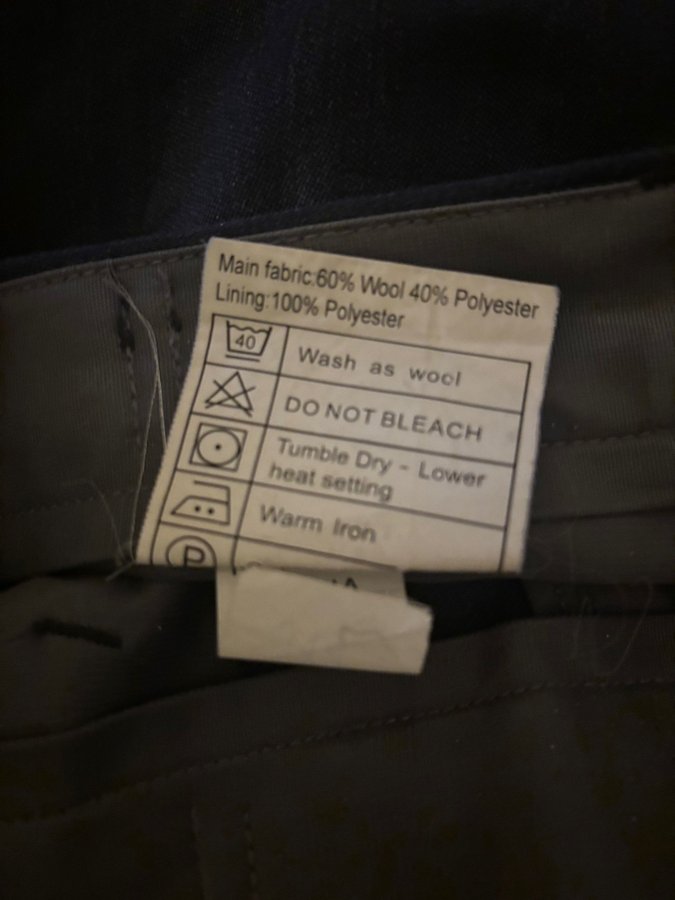 Main fabric:60% Wool 40% Polyester
Lining:100% Polyester
40 Wash as wool
DO NOT BLEACH
Tumble Dry - Lower
heat setting
Warm Iron
P